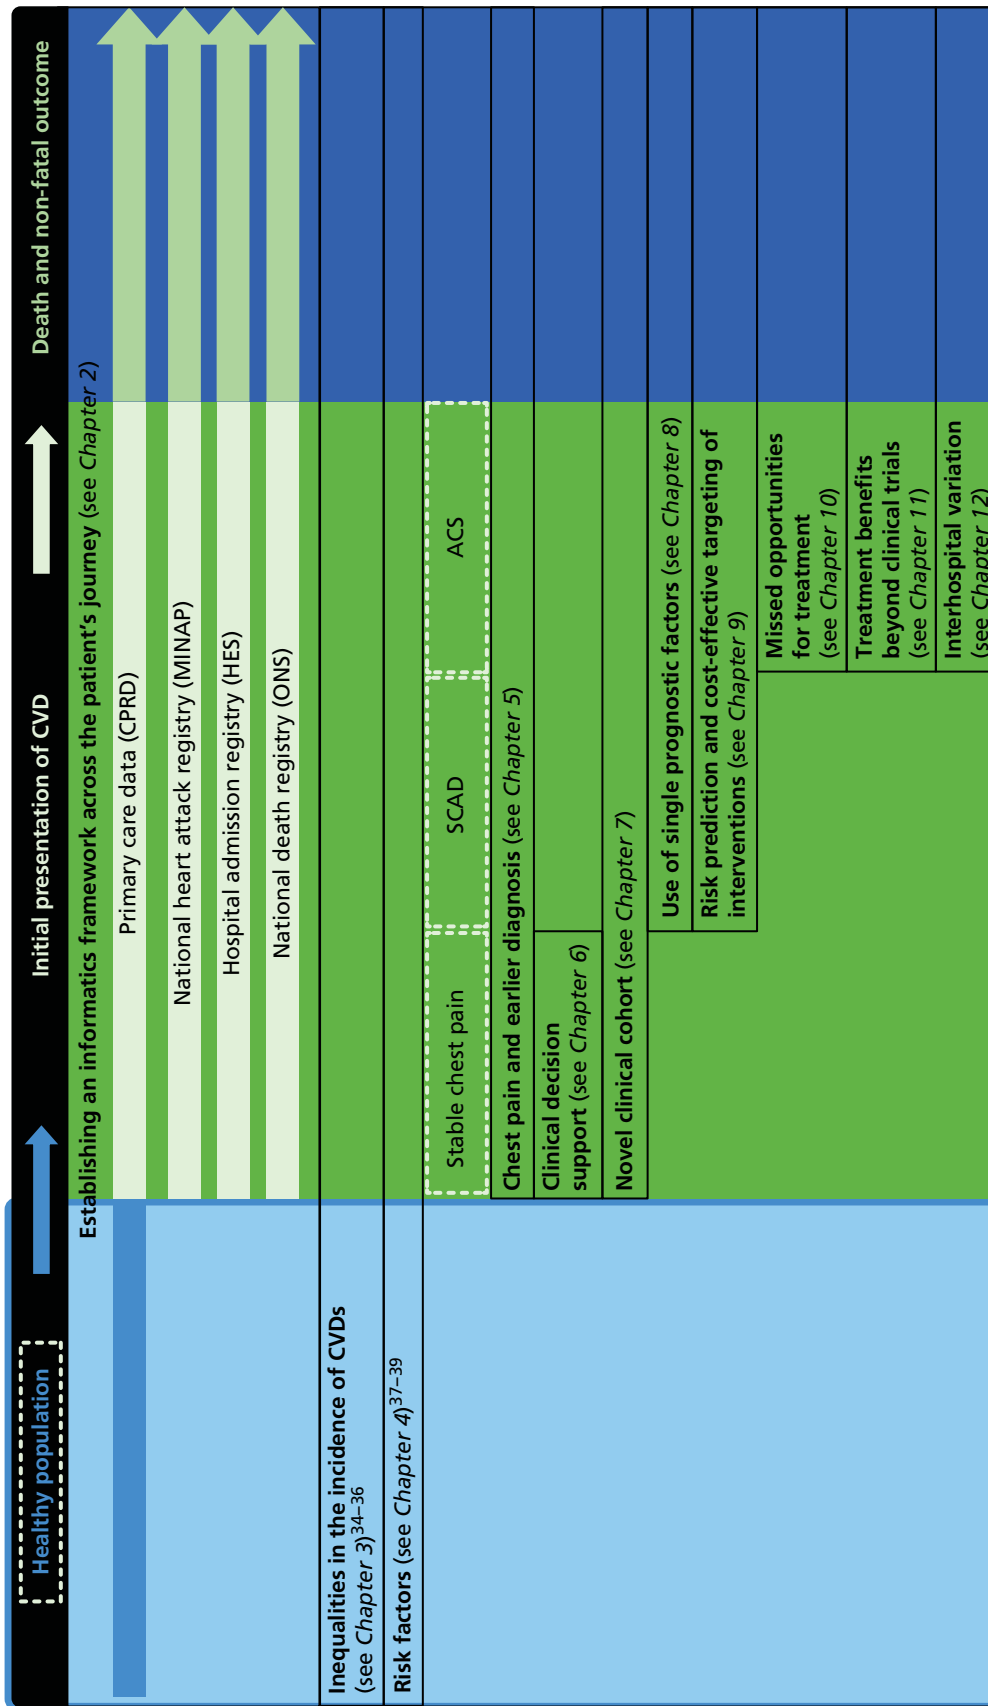 Healthy population
Initial presentation of CVD
Death and non-fatal outcome
Establishing an informatics framework across the patient's journey (see Chapter 2)
Primary care data (CPRD)
National heart attack registry (MINAP)
Hospital admission registry (HES)
National death registry (ONS)
Inequalities in the incidence of CVDs
(see Chapter 3)34–36
Risk factors (see Chapter 4)37–39
Stable chest pain
SCAD
ACS
Chest pain and earlier diagnosis (see Chapter 5)
Clinical decision
support (see Chapter 6)
Novel clinical cohort (see Chapter 7)
Use of single prognostic factors (see Chapter 8)
Risk prediction and cost-effective targeting of
interventions (see Chapter 9)
Missed opportunities
for treatment
(see Chapter 10)
Treatment benefits
beyond clinical trials
(see Chapter 11)
Interhospital variation
(see Chapter 12)